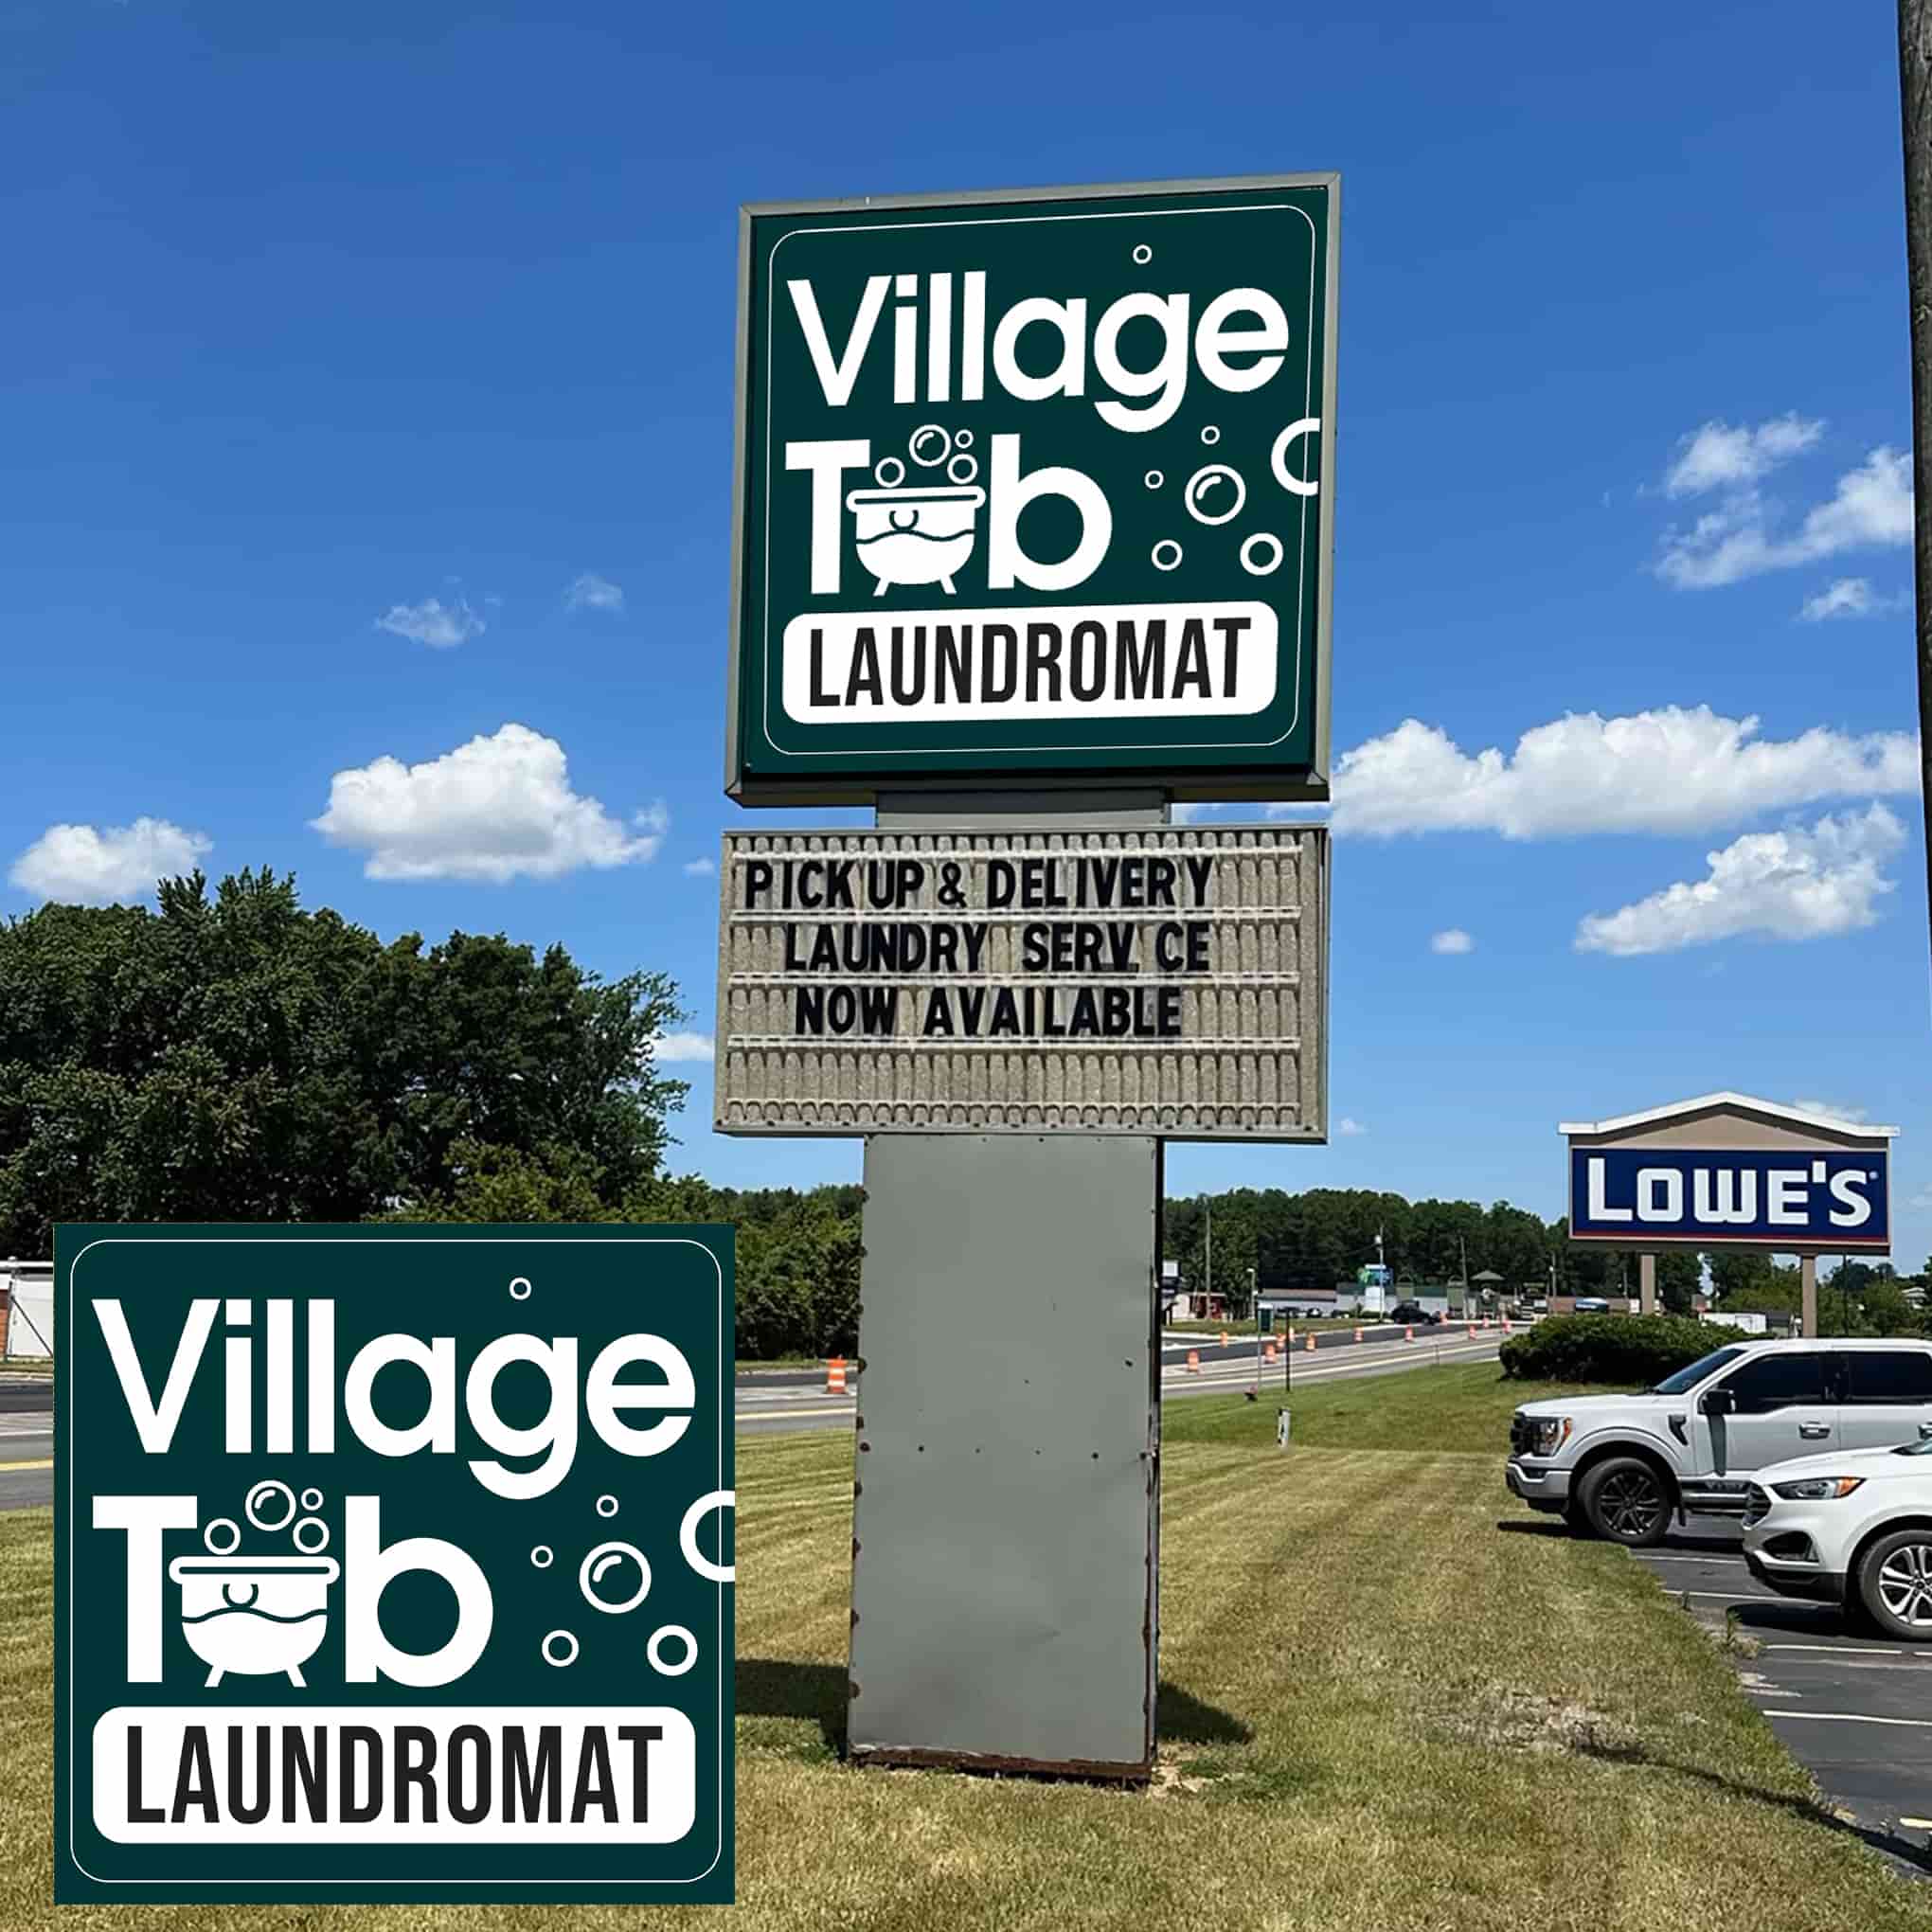 Village
Tub
LAUNDROMAT
PICK UP & DELIVERY
LAUNDRY SERV CE
NOW AVAILABLE
LOWE'S
Village
Tub
LAUNDROMAT